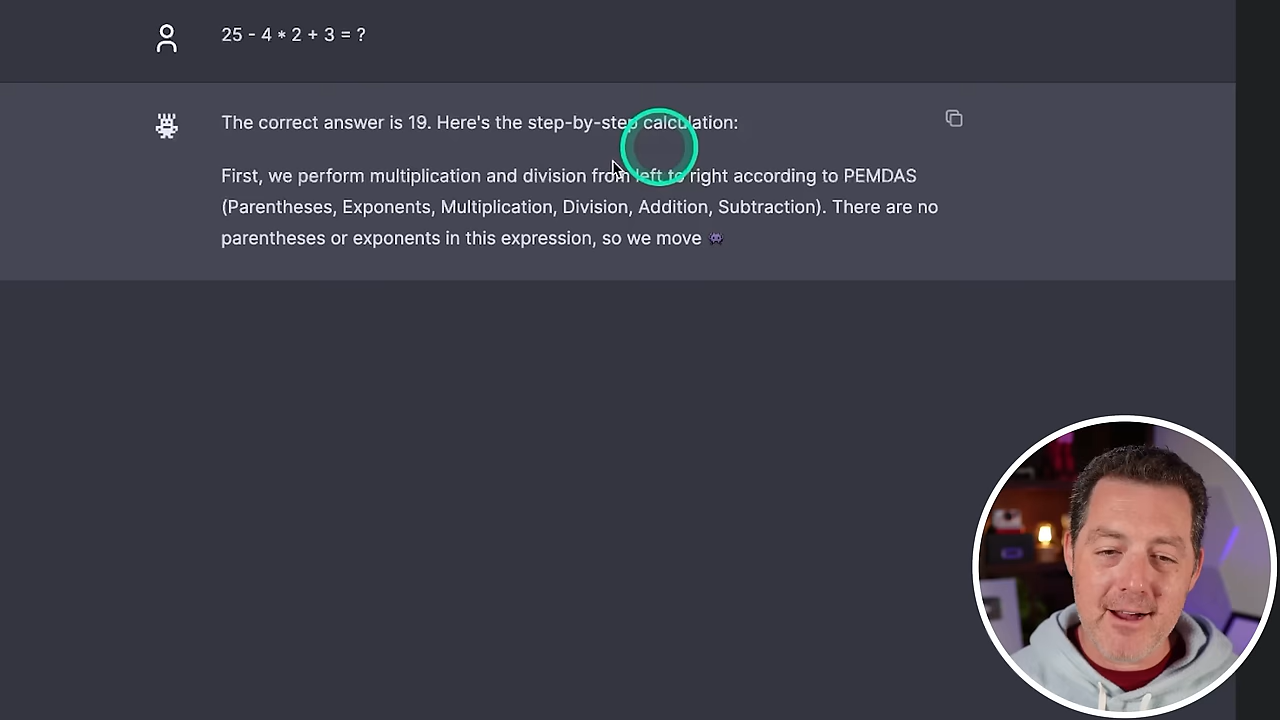 25 - 4 * 2 + 3 = ?
The correct answer is 19. Here's the step-by-step calculation:
First, we perform multiplication and division from left to right according to PEMDAS
(Parentheses, Exponents, Multiplication, Division, Addition, Subtraction). There are no
parentheses or exponents in this expression, so we move